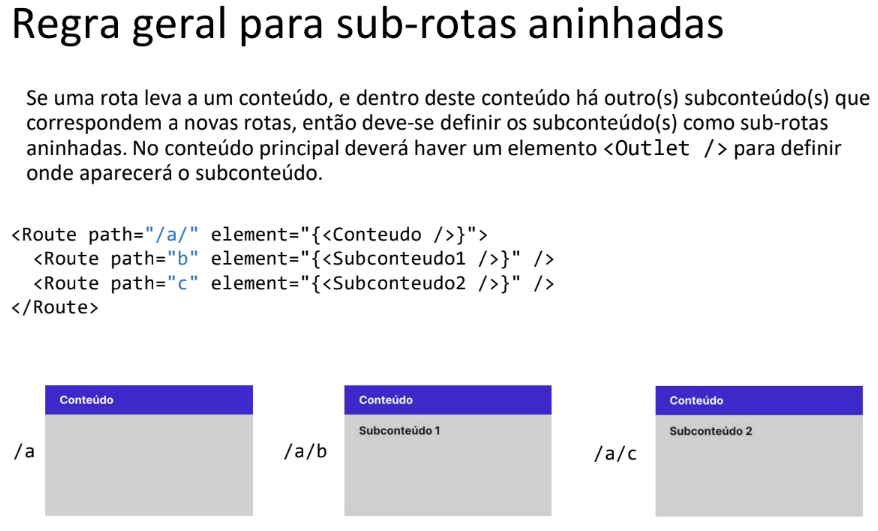 Regra geral para sub-rotas aninhadas
Se uma rota leva a um conteúdo, e dentro deste conteúdo há outro(s) subconteúdo(s) que
correspondem a novas rotas, então deve-se definir os subconteúdo(s) como sub-rotas
aninhadas. No conteúdo principal deverá haver um elemento <Outlet /> para definir
onde aparecerá o subconteúdo.
<Route path="/a/" element="{<Conteudo />}">
  <Route path="b" element="{<Subconteudo1 />}" />
  <Route path="c" element="{<Subconteudo2 />}" />
</Route>
/a
Conteúdo
/a/b
Conteúdo
Subconteúdo 1
/a/c
Conteúdo
Subconteúdo 2